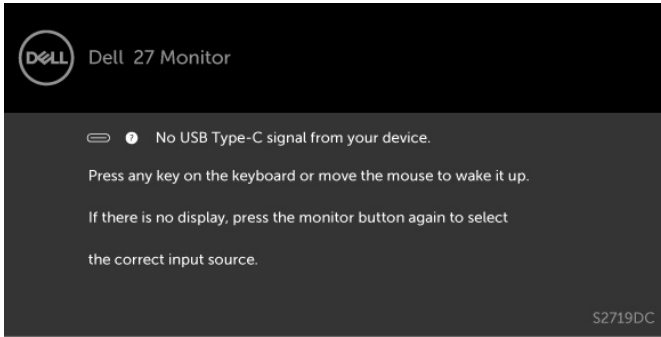 DELL
Dell 27 Monitor
? No USB Type-C signal from your device.
Press any key on the keyboard or move the mouse to wake it up.
If there is no display, press the monitor button again to select
the correct input source.
S2719DC